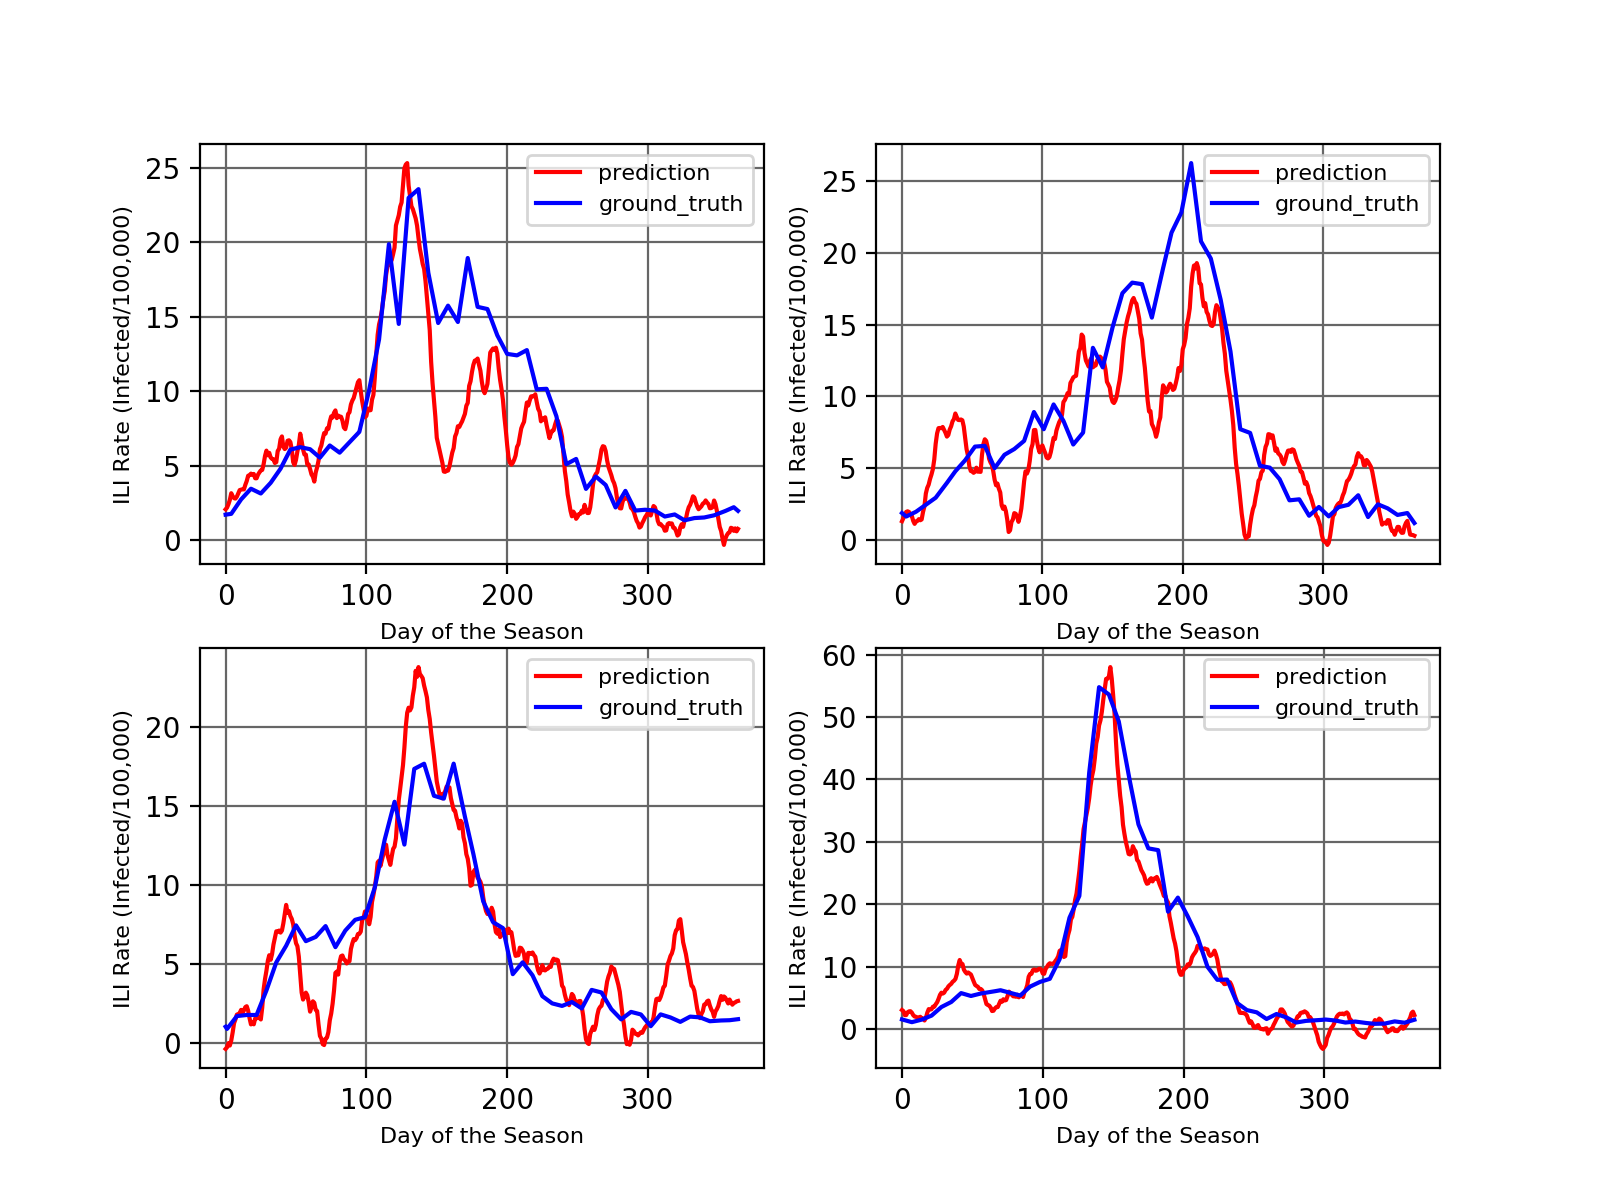 25
20
15
10
5
0
ILI Rate (Infected/100,000)
prediction
ground_truth
0 100 200 300
Day of the Season
25
20
15
10
5
0
ILI Rate (Infected/100,000)
prediction
ground_truth
0 100 200 300
Day of the Season
20
15
10
5
0
ILI Rate (Infected/100,000)
prediction
ground_truth
0 100 200 300
Day of the Season
60
50
40
30
20
10
0
ILI Rate (Infected/100,000)
prediction
ground_truth
0 100 200 300
Day of the Season